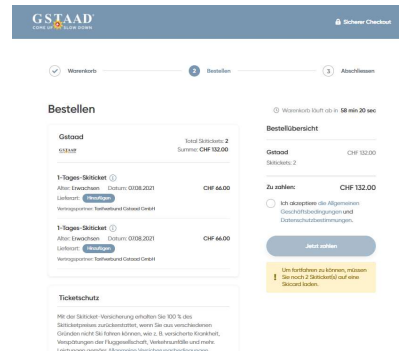 GSTAAD
COME UP SLOW DOWN
Sicherer Checkout
Warenkorb
2 Bestellen
3 Abschliessen
Bestellen
Warenkorb läuft ab in 58 min 20 sec
Gstaad
GSTAAD
Total Skitickets: 2
Summe: CHF 132.00
1-Tages-Skiticket
Alter: Erwachsen Datum: 01.08.2021 CHF 66.00
Lieferart: Hinzufügen
Vertragspartner: Tarifverbund Gstaad GmbH
1-Tages-Skiticket
Alter: Erwachsen Datum: 01.08.2021 CHF 66.00
Lieferart: Hinzufügen
Vertragspartner: Tarifverbund Gstaad GmbH
Ticketschutz
Mit der Skiticket-Versicherung erhalten Sie 100 % des
Skiticketpreises zurückerstattet, wenn Sie aus verschiedenen
Gründen nicht Ski fahren können, wie z. B. versicherte Krankheit,
Verspätungen der Fluggesellschaft, Verkehrsunfälle und mehr.
Leistungen gemäss Allgemeine Versicherungsbedingungen
Bestellübersicht
Gstaad CHF 132.00
Skitickets: 2
Zu zahlen: CHF 132.00
Ich akzeptiere die Allgemeinen
Geschäftsbedingungen und
Datenschutzbestimmungen.
Jetzt zahlen
! Um fortfahren zu können, müssen
Sie noch 2 Skiticket(s) auf eine
Skicard laden.